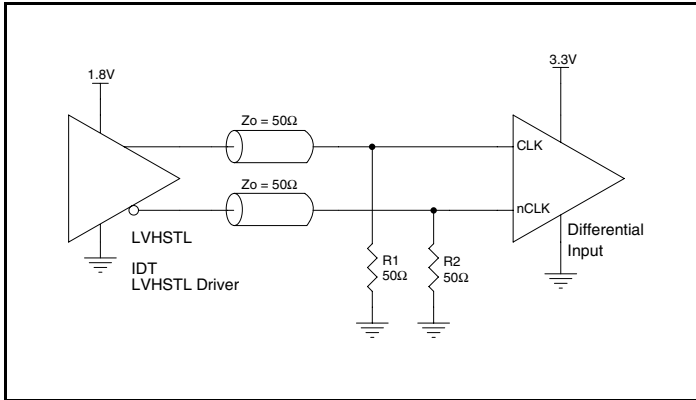 1.8V
3.3V
Zo = 50Ω
CLK
Zo = 50Ω
nCLK
LVHSTL
IDT
LVHSTL Driver
R1
50Ω
R2
50Ω
Differential
Input